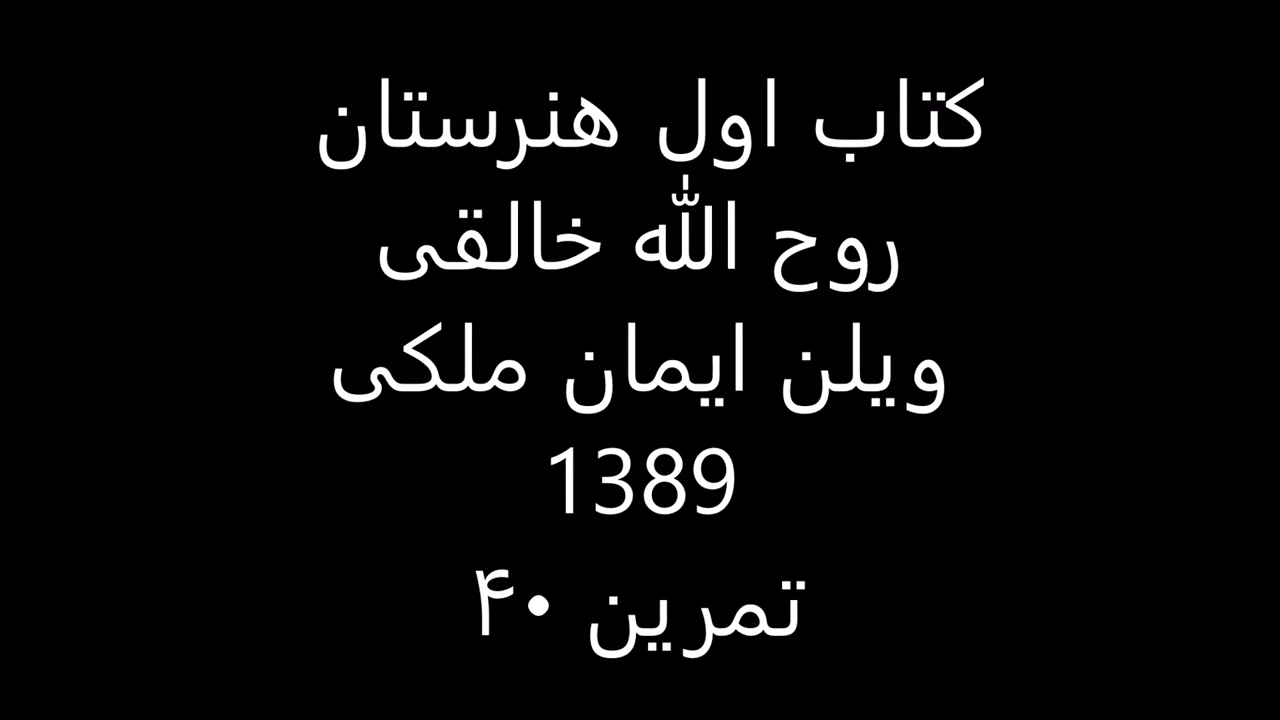 کتاب اول هنرستان
روح الله خالقی
ویلن ایمان ملکی
1389
تمرین ۴۰